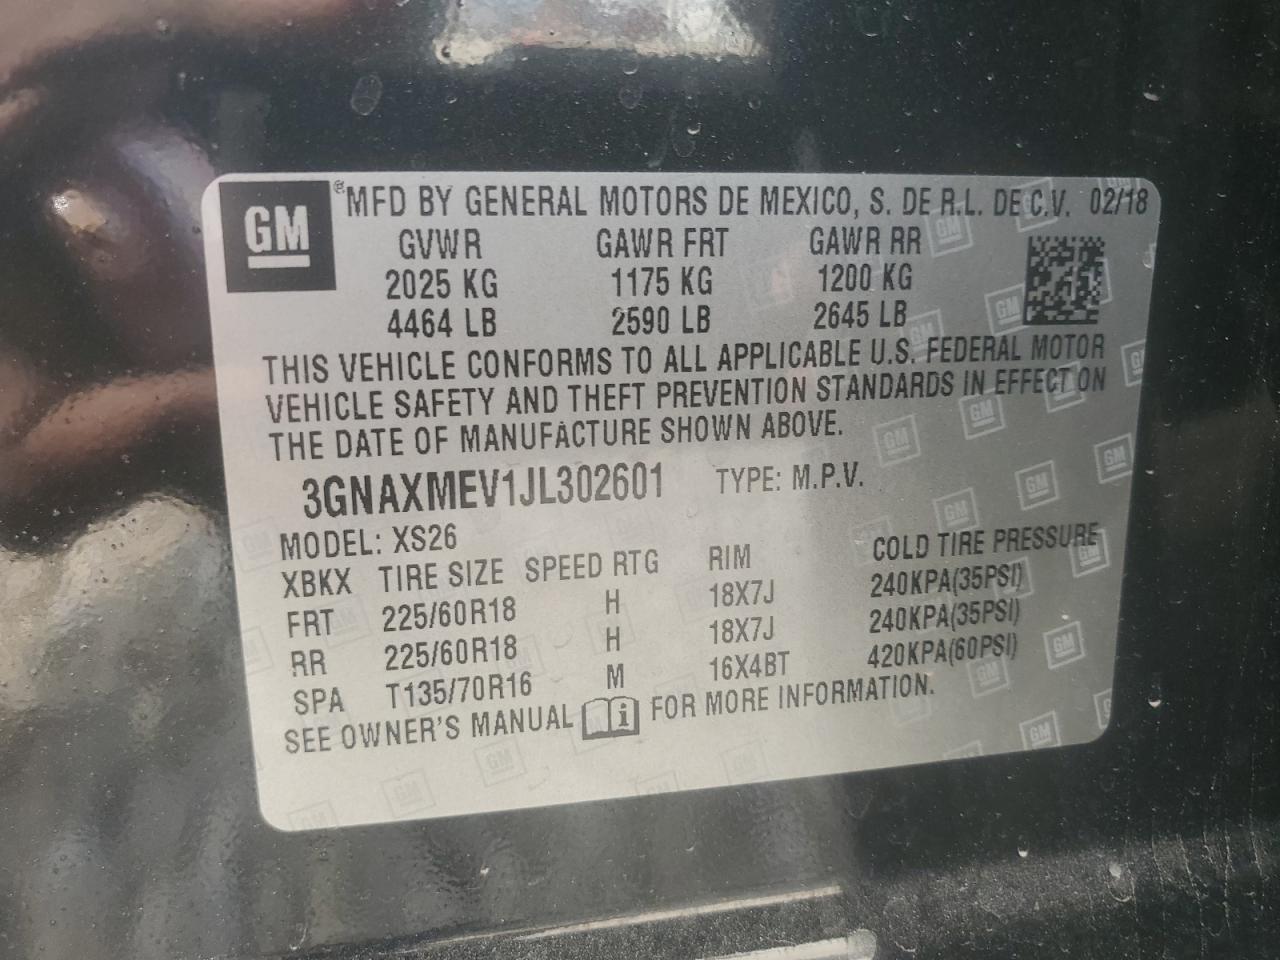 GM ® MFD BY GENERAL MOTORS DE MEXICO, S. DE R.L. DE C.V. 02/18
GVWR GAWR FRT GAWR RR
2025 KG 1175 KG 1200 KG
4464 LB 2590 LB 2645 LB
THIS VEHICLE CONFORMS TO ALL APPLICABLE U.S. FEDERAL MOTOR
VEHICLE SAFETY AND THEFT PREVENTION STANDARDS IN EFFECT ON
THE DATE OF MANUFACTURE SHOWN ABOVE.
3GNAXMEV1JL302601 TYPE: M.P.V.
MODEL: XS26
XBKX TIRE SIZE SPEED RTG RIM COLD TIRE PRESSURE
FRT 225/60R18 H 18X7J 240KPA(35PSI)
RR 225/60R18 H 18X7J 240KPA(35PSI)
SPA T135/70R16 M 16X4BT 420KPA(60PSI)
SEE OWNER'S MANUAL i FOR MORE INFORMATION.